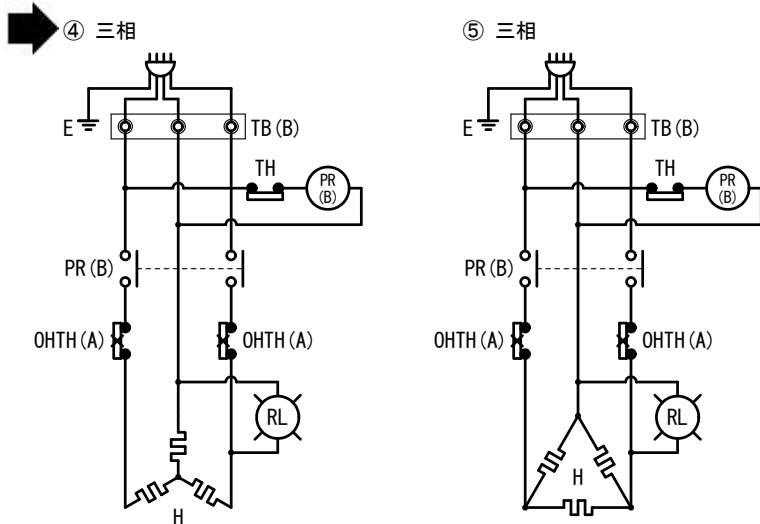 ④ 三相
E
TB(B)
TH
PR
(B)
PR(B)
OHTH(A)
OHTH(A)
RL
H
⑤ 三相
E
TB(B)
TH
PR
(B)
PR(B)
OHTH(A)
OHTH(A)
RL
H